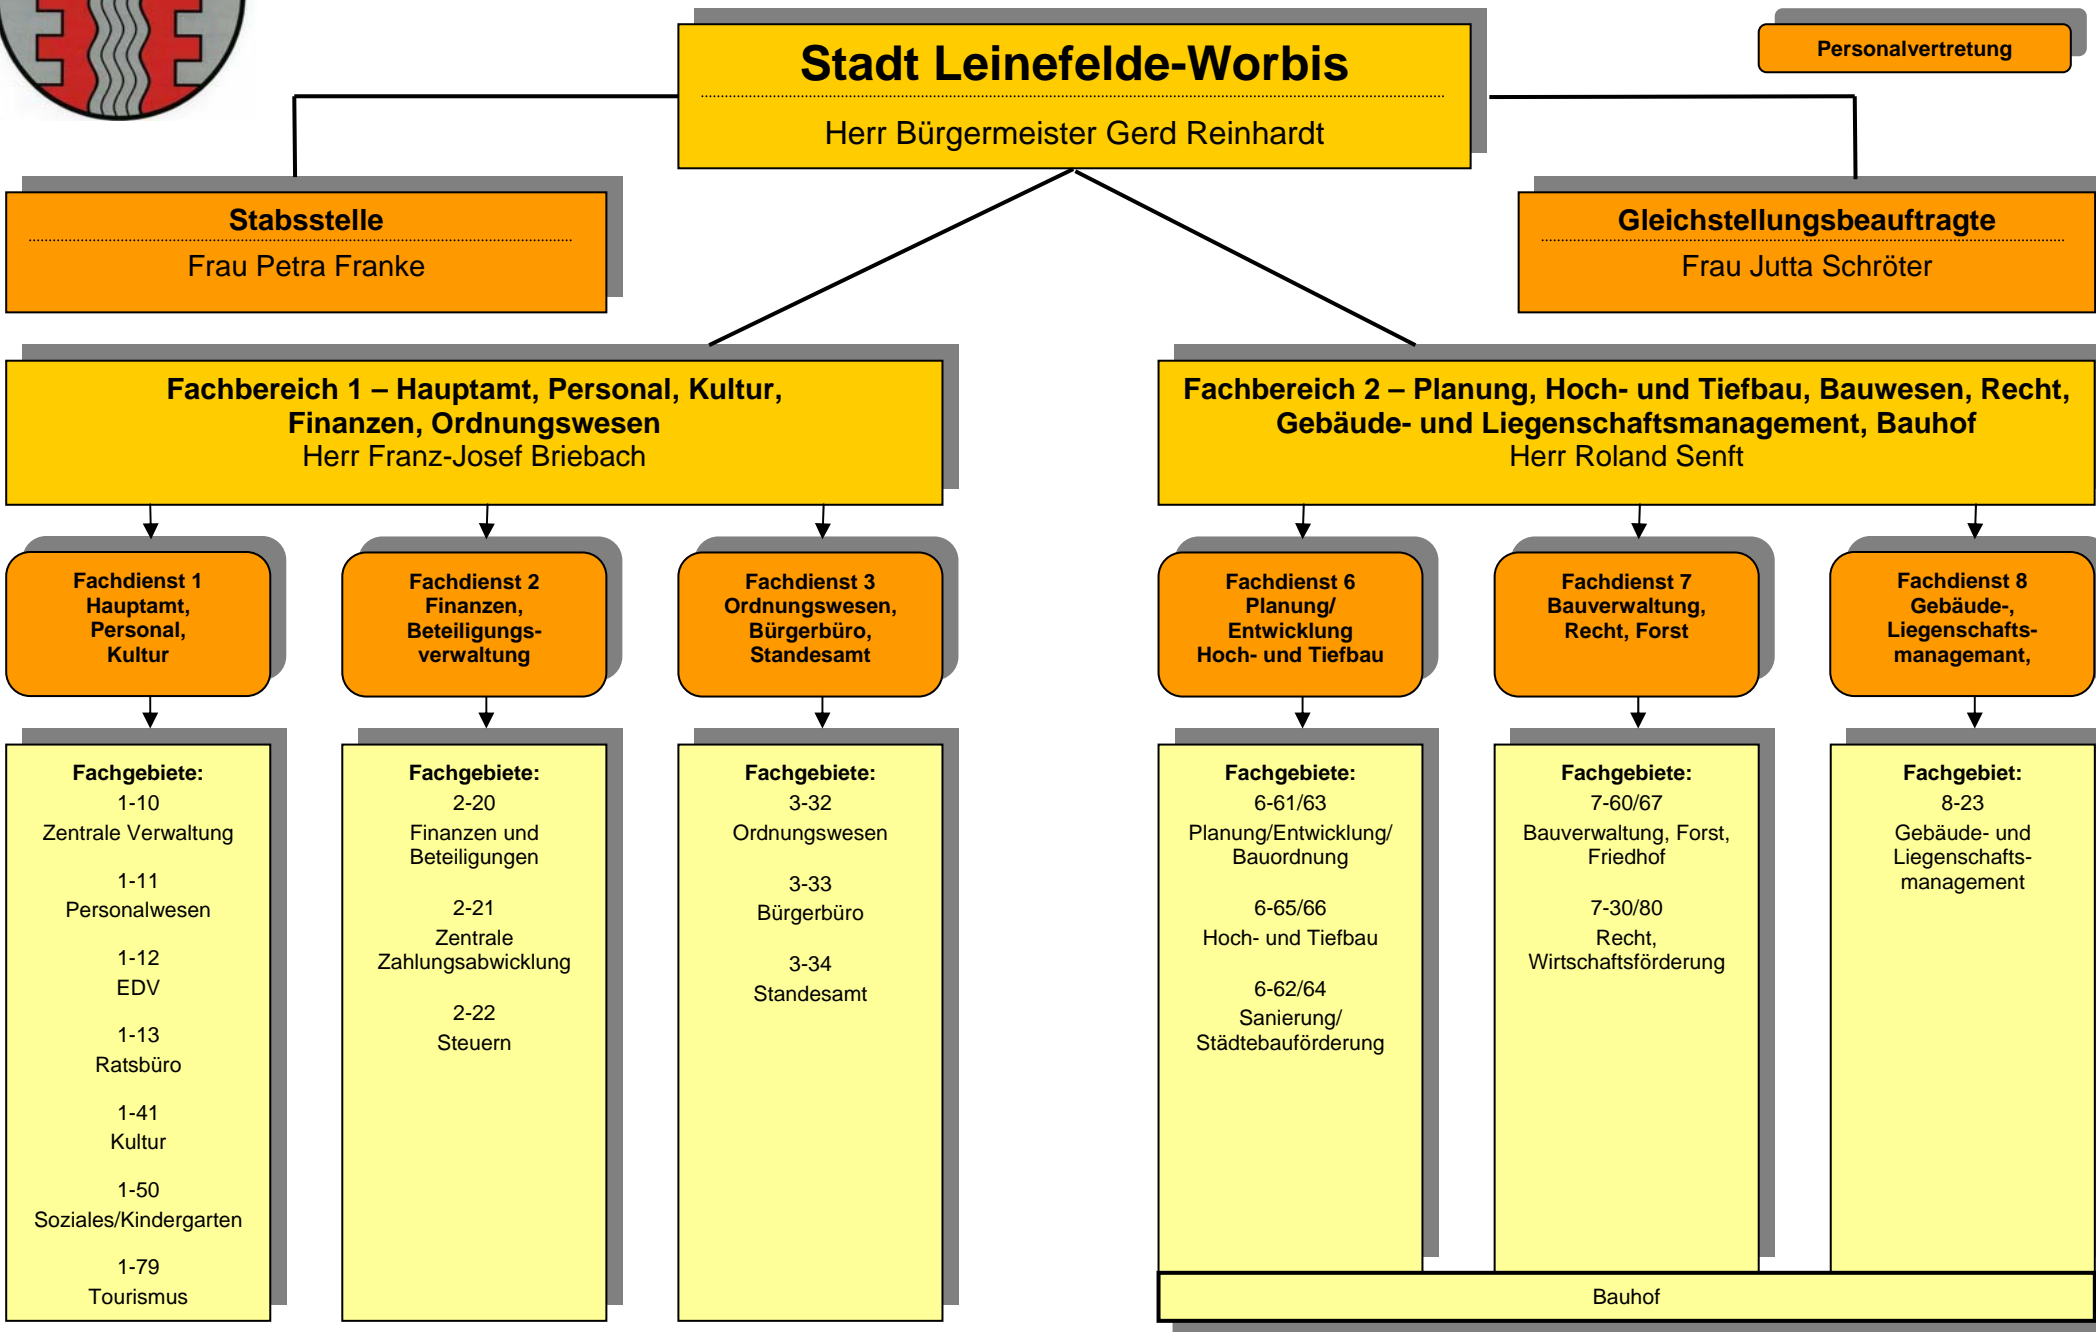 Stadt Leinefelde-Worbis
Herr Bürgermeister Gerd Reinhardt
Personalvertretung
Stabsstelle
Frau Petra Franke
Gleichstellungsbeauftragte
Frau Jutta Schröter
Fachbereich 1 – Hauptamt, Personal, Kultur,
Finanzen, Ordnungswesen
Herr Franz-Josef Briebach
Fachbereich 2 – Planung, Hoch- und Tiefbau, Bauwesen, Recht,
Gebäude- und Liegenschaftsmanagement, Bauhof
Herr Roland Senft
Fachdienst 1
Hauptamt,
Personal,
Kultur
Fachdienst 2
Finanzen,
Beteiligungs-
verwaltung
Fachdienst 3
Ordnungswesen,
Bürgerbüro,
Standesamt
Fachdienst 6
Planung/
Entwicklung
Hoch- und Tiefbau
Fachdienst 7
Bauverwaltung,
Recht, Forst
Fachdienst 8
Gebäude-,
Liegenschafts-
managemant,
Fachgebiete:
1-10
Zentrale Verwaltung
1-11
Personalwesen
1-12
EDV
1-13
Ratsbüro
1-41
Kultur
1-50
Soziales/Kindergarten
1-79
Tourismus
Fachgebiete:
2-20
Finanzen und
Beteiligungen
2-21
Zentrale
Zahlungsabwicklung
2-22
Steuern
Fachgebiete:
3-32
Ordnungswesen
3-33
Bürgerbüro
3-34
Standesamt
Fachgebiete:
6-61/63
Planung/Entwicklung/
Bauordnung
6-65/66
Hoch- und Tiefbau
6-62/64
Sanierung/
Städtebauförderung
Fachgebiete:
7-60/67
Bauverwaltung, Forst,
Friedhof
7-30/80
Recht,
Wirtschaftsförderung
Fachgebiet:
8-23
Gebäude- und
Liegenschafts-
management
Bauhof